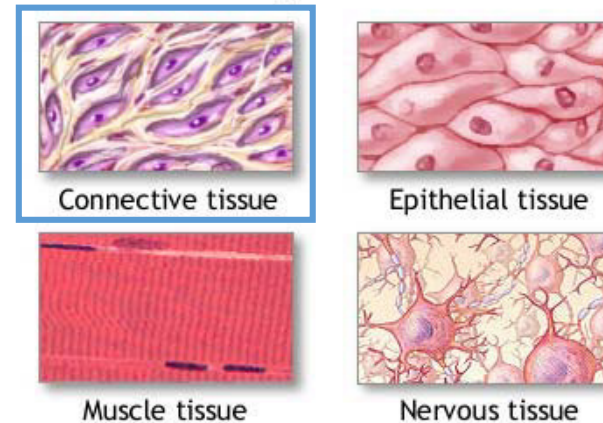 Connective tissue
Epithelial tissue
Muscle tissue
Nervous tissue